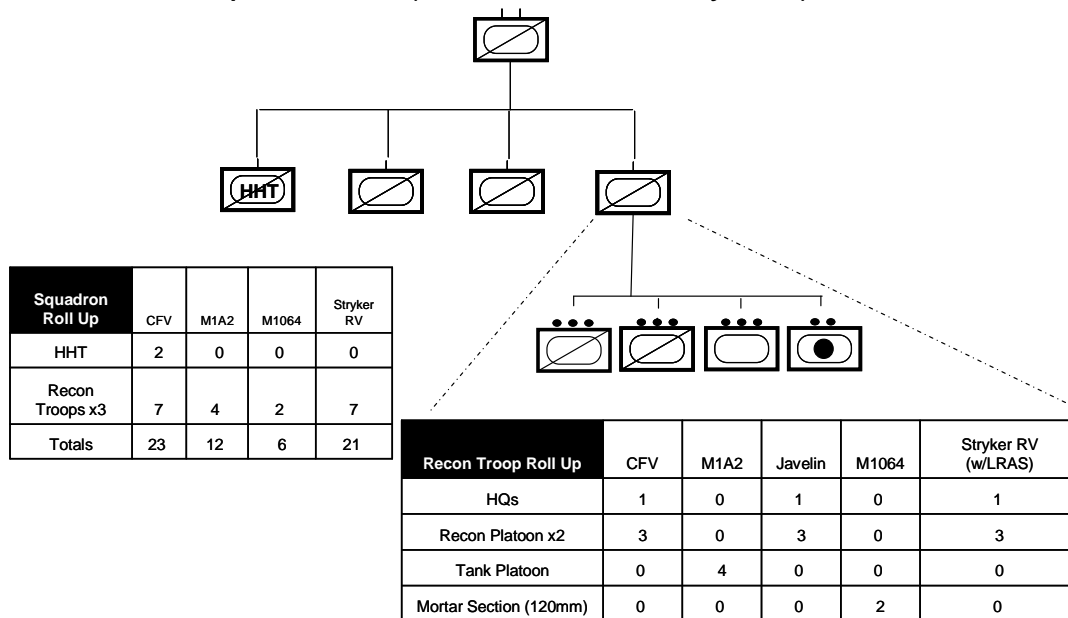 HHT
Squadron
Roll Up CFV M1A2 M1064 Stryker
RV
HHT 2 0 0 0
Recon
Troops x3 7 4 2 7
Totals 23 12 6 21
Recon Troop Roll Up CFV M1A2 Javelin M1064 Stryker RV
(w/LRAS)
HQs 1 0 1 0 1
Recon Platoon x2 3 0 3 0 3
Tank Platoon 0 4 0 0 0
Mortar Section (120mm) 0 0 0 2 0